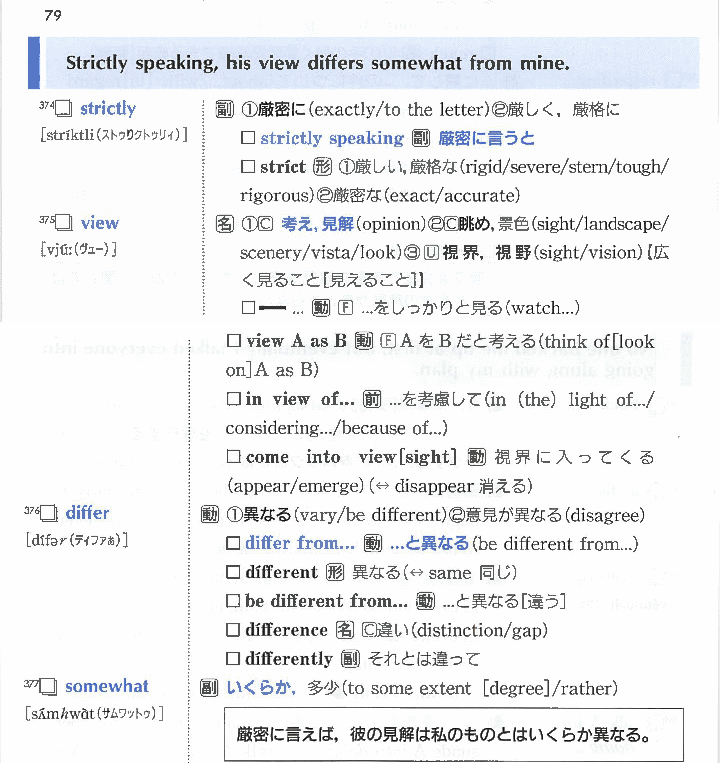 79
Strictly speaking, his view differs somewhat from mine.
374 □ strictly 副 ①厳密に(exactly/to the letter)②厳しく，厳格に
[stríktli(ストゥリクトゥリィ)] □ strictly speaking 副 厳密に言うと
□ strict 形 ①厳しい，厳格な(rigid/severe/stern/tough/
rigorous)②厳密な(exact/accurate)
375 □ view 名 ①Ⓒ 考え，見解(opinion)②Ⓒ眺め，景色(sight/landscape/
[vjúː(ヴュー)] scenery/vista/look)③Ⓤ視界，視野(sight/vision){広
く見ること[見えること]}
□ ━ ... 動 Ⓕ ...をしっかりと見る(watch...)
□ view A as B 動 ⒻAをBだと考える(think of[look
on]A as B)
□ in view of... 前 ...を考慮して(in (the) light of.../
considering.../because of...)
□ come into view[sight] 動 視界に入ってくる
(appear/emerge)(⇔ disappear 消える)
376 □ differ 動 ①異なる(vary/be different)②意見が異なる(disagree)
[dífər(ディファぁ)] □ differ from... 動 ...と異なる(be different from...)
□ dífferent 形 異なる(⇔ same 同じ)
□ be different from... 動 ...と異なる[違う]
□ dífference 名 Ⓒ違い(distinction/gap)
□ dífferently 副 それとは違って
377 □ somewhat 副 いくらか，多少(to some extent [degree]/rather)
[sʌ́mhwàt(サムワットゥ)]
厳密に言えば，彼の見解は私のものとはいくらか異なる。